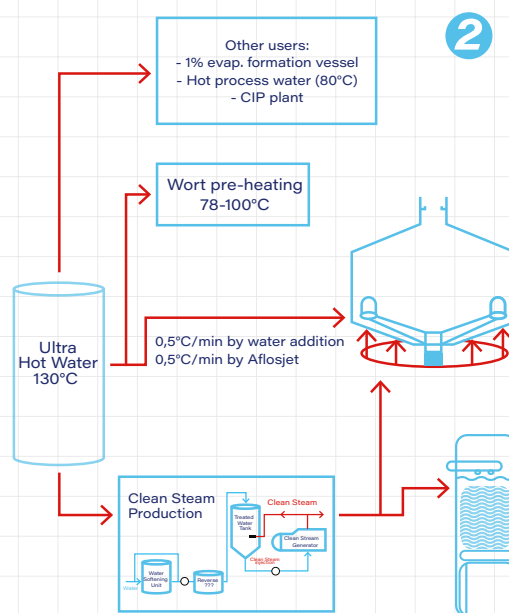 2
Other users:
- 1% evap. formation vessel
- Hot process water (80°C)
- CIP plant
Wort pre-heating
78-100°C
Ultra
Hot Water
130°C
0,5°C/min by water addition
0,5°C/min by Aflosjet
Clean Steam
Production
Clean Steam
Treated
Water
Tank
Clean Stream
Generator
Clean Steam
Injection
Water
Softening
Unit
Water
Reverse
???